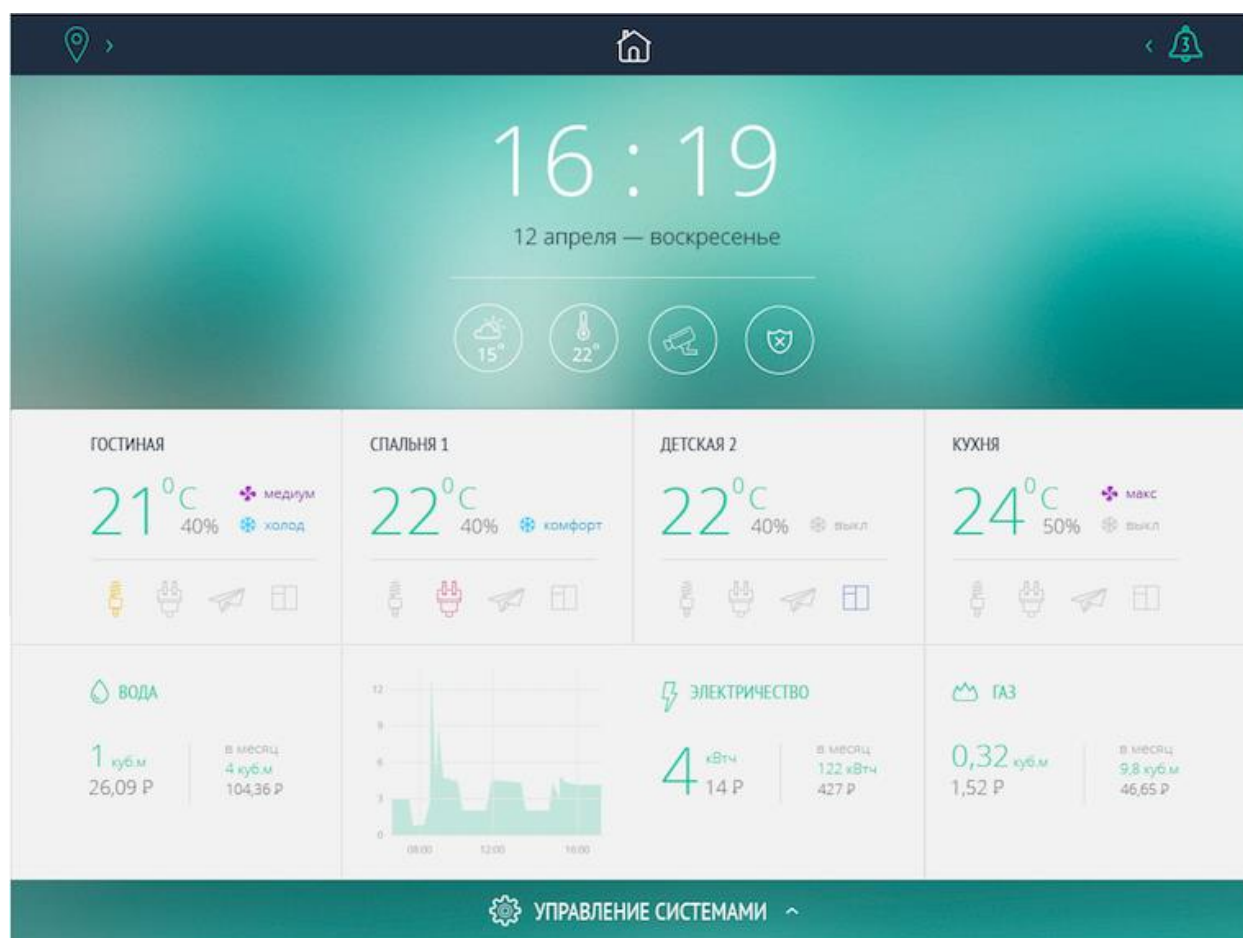 3
16 : 19
12 апреля — воскресенье
15°
22°
ГОСТИНАЯ
21°C
40%
медиум
холод
СПАЛЬНЯ 1
22°C
40%
комфорт
ДЕТСКАЯ 2
22°C
40%
выкл
КУХНЯ
24°C
50%
макс
выкл
ВОДА
1 куб.м
26,09 Р
в месяц
4 куб.м
104,36 Р
12
9
6
3
0
08:00 12:00 16:00
ЭЛЕКТРИЧЕСТВО
4 кВтч
14 Р
в месяц
122 кВтч
427 Р
ГАЗ
0,32 куб.м
1,52 Р
в месяц
9,8 куб.м
46,65 Р
УПРАВЛЕНИЕ СИСТЕМАМИ